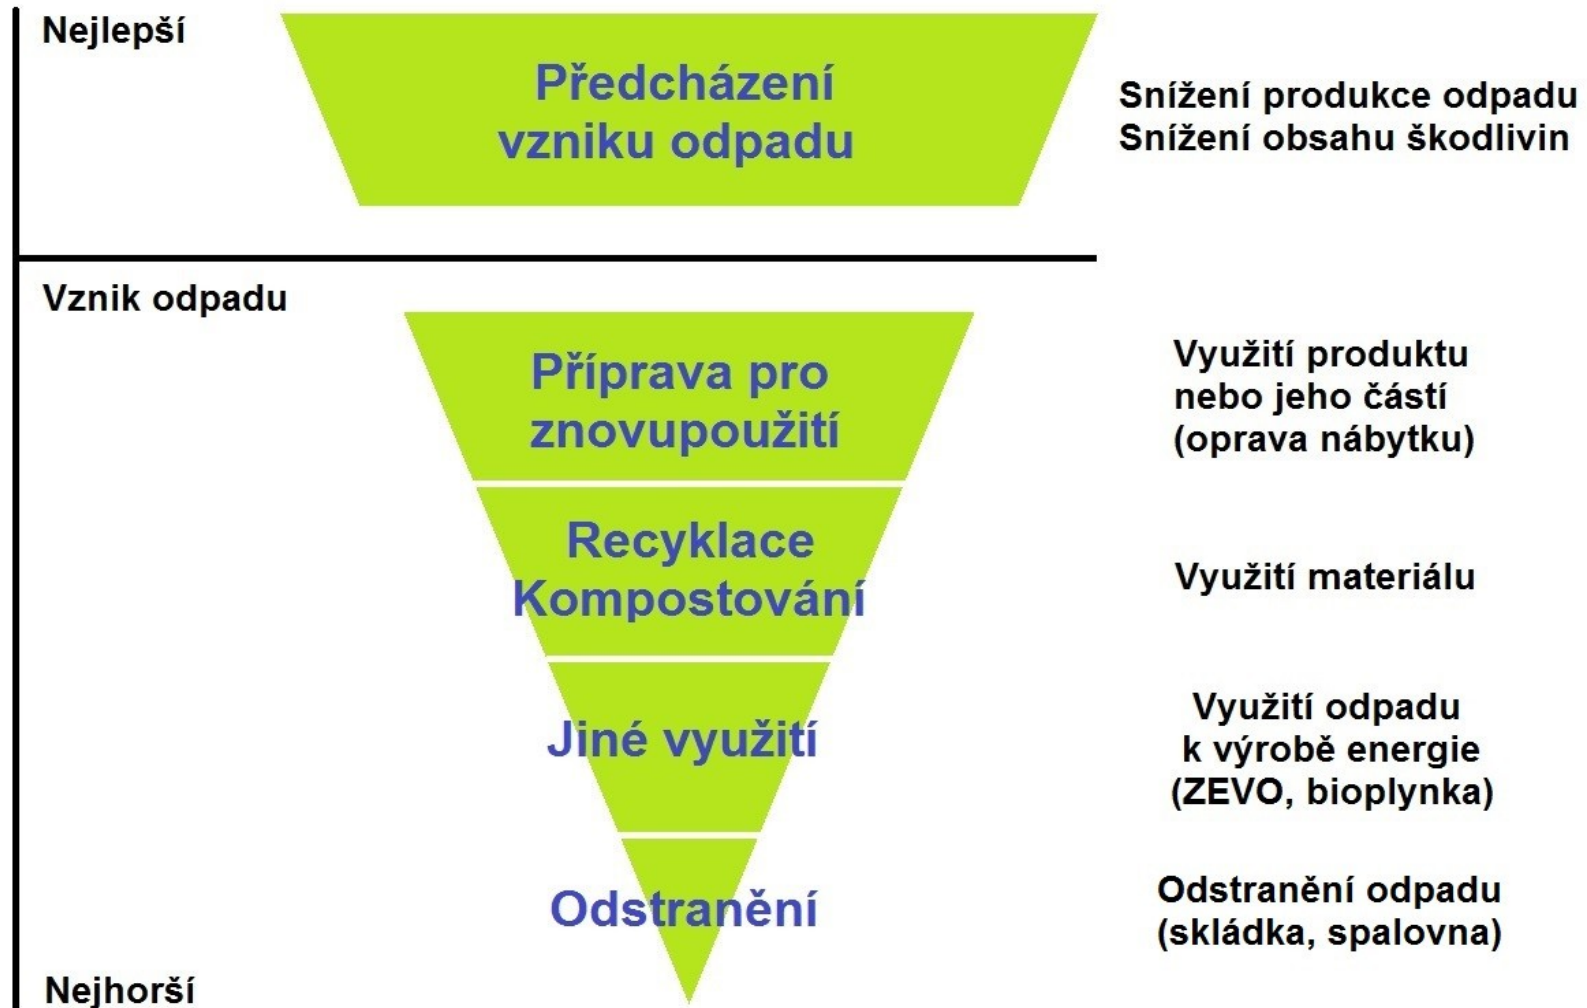 Nejlepší
Předcházení
vzniku odpadu
Snížení produkce odpadu
Snížení obsahu škodlivin
Vznik odpadu
Příprava pro
znovupoužití
Využití produktu
nebo jeho částí
(oprava nábytku)
Recyklace
Kompostování
Využití materiálu
Jiné využití
Využití odpadu
k výrobě energie
(ZEVO, bioplynka)
Odstranění
Odstranění odpadu
(skládka, spalovna)
Nejhorší